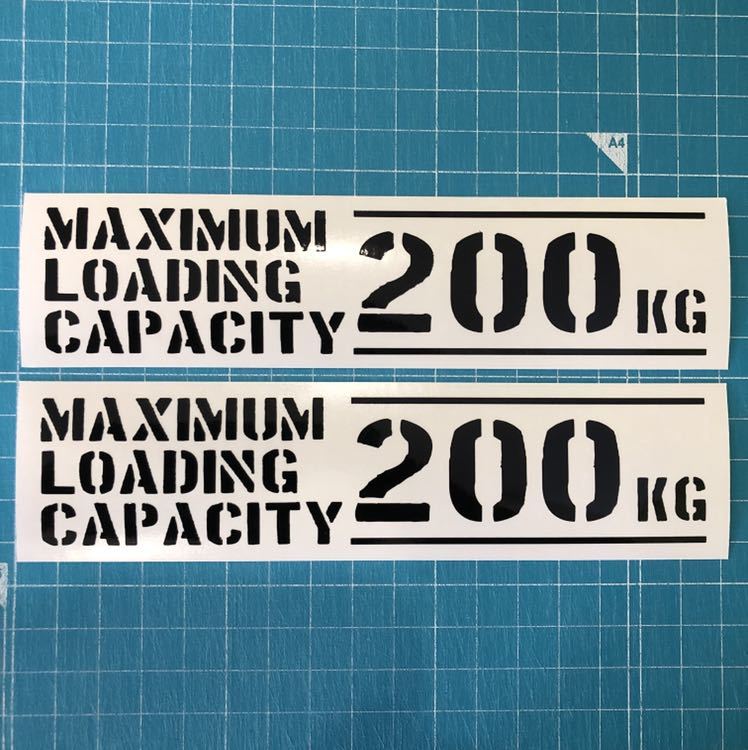 A4
MAXIMUM
LOADING
CAPACITY
200 KG
MAXIMUM
LOADING
CAPACITY
200 KG